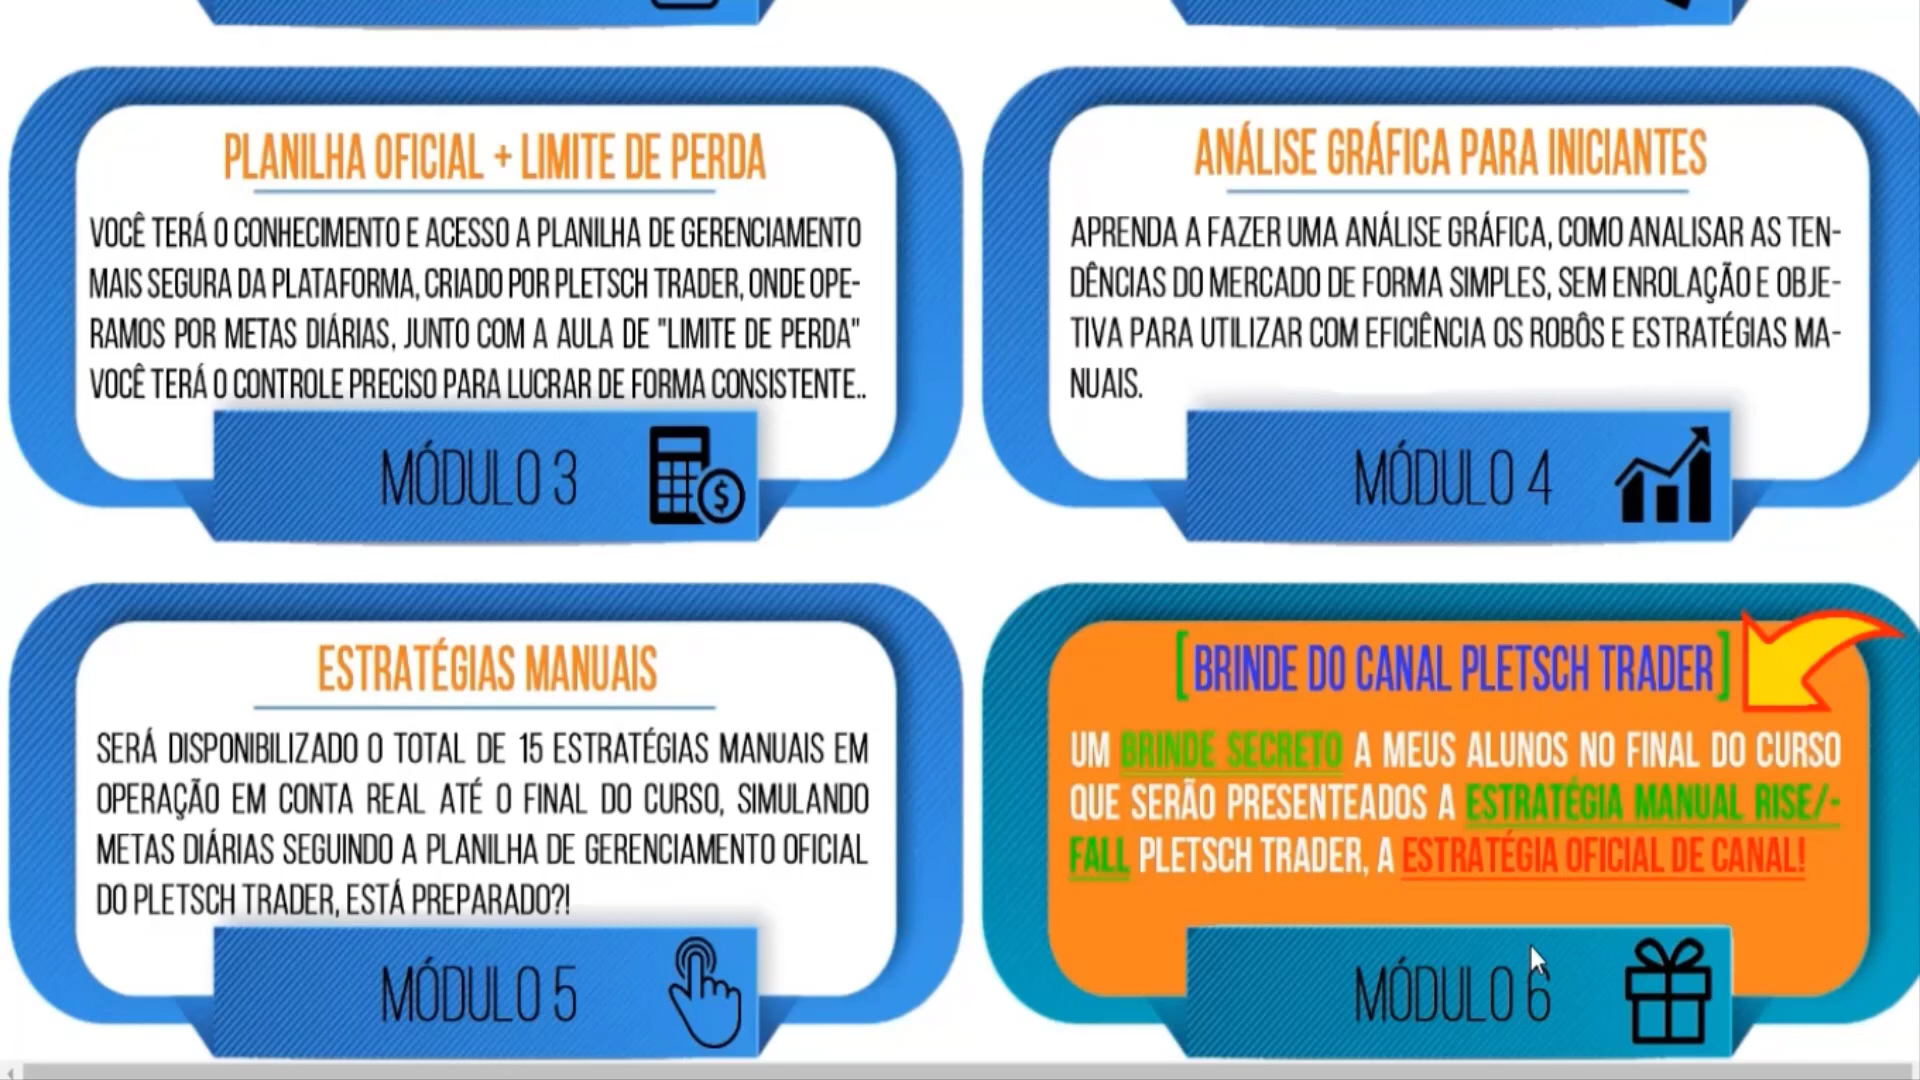 PLANILHA OFICIAL + LIMITE DE PERDA
VOCÊ TERÁ O CONHECIMENTO E ACESSO A PLANILHA DE GERENCIAMENTO
MAIS SEGURA DA PLATAFORMA, CRIADO POR PLETSCH TRADER, ONDE OPE-
RAMOS POR METAS DIÁRIAS, JUNTO COM A AULA DE "LIMITE DE PERDA"
VOCÊ TERÁ O CONTROLE PRECISO PARA LUCRAR DE FORMA CONSISTENTE..
MÓDULO 3
ANÁLISE GRÁFICA PARA INICIANTES
APRENDA A FAZER UMA ANÁLISE GRÁFICA, COMO ANALISAR AS TEN-
DÊNCIAS DO MERCADO DE FORMA SIMPLES, SEM ENROLAÇÃO E OBJE-
TIVA PARA UTILIZAR COM EFICIÊNCIA OS ROBÔS E ESTRATÉGIAS MA-
NUAIS.
MÓDULO 4
ESTRATÉGIAS MANUAIS
SERÁ DISPONIBILIZADO O TOTAL DE 15 ESTRATÉGIAS MANUAIS EM
OPERAÇÃO EM CONTA REAL ATÉ O FINAL DO CURSO, SIMULANDO
METAS DIÁRIAS SEGUINDO A PLANILHA DE GERENCIAMENTO OFICIAL
DO PLETSCH TRADER, ESTÁ PREPARADO?!
MÓDULO 5
[BRINDE DO CANAL PLETSCH TRADER]
UM BRINDE SECRETO A MEUS ALUNOS NO FINAL DO CURSO
QUE SERÃO PRESENTEADOS A ESTRATÉGIA MANUAL RISE/-
FALL PLETSCH TRADER, A ESTRATÉGIA OFICIAL DE CANAL!
MÓDULO 6